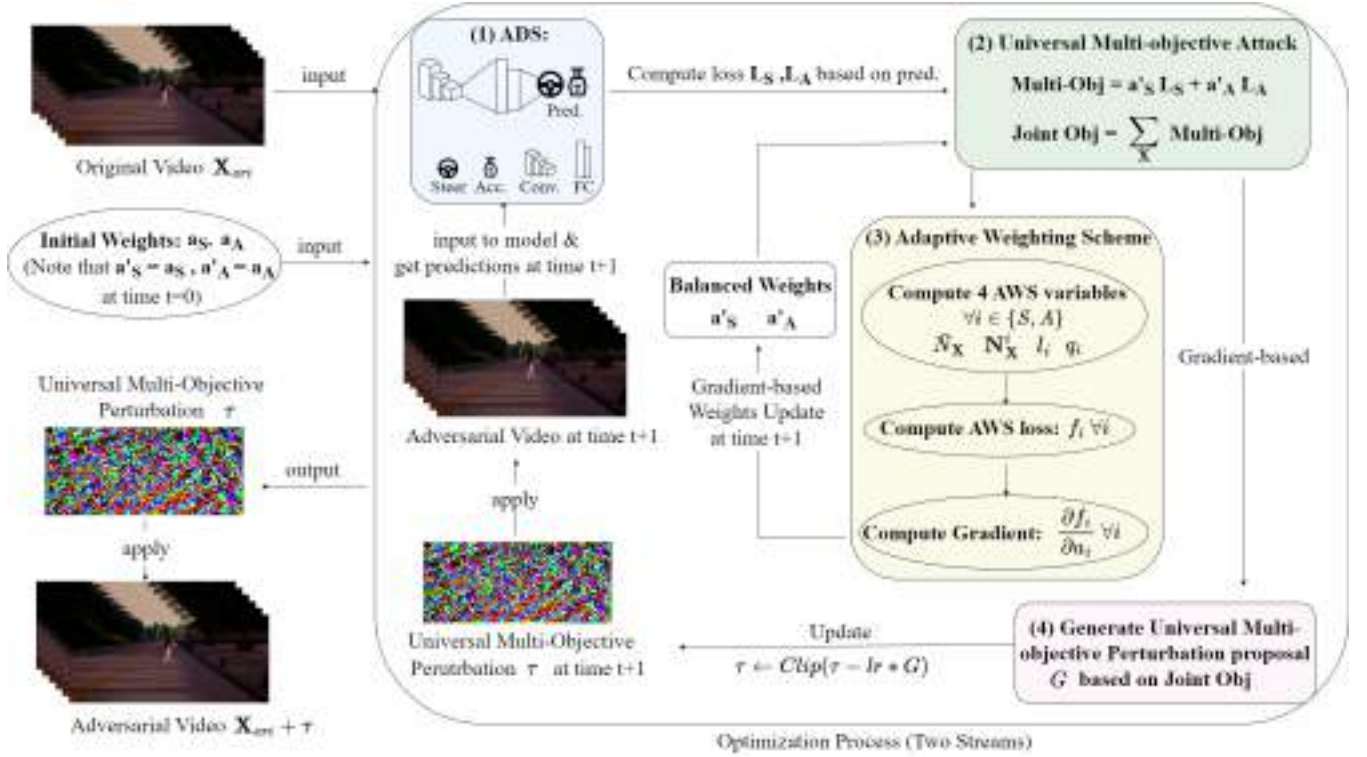 Original Video X_ori
input
Initial Weights: a_S, a_A
(Note that a'_S = a_S , a'_A = a_A
at time t=0)
input
Universal Multi-Objective
Perturbation τ
output
apply
Adversarial Video X_ori + τ
(1) ADS:
Pred.
Steer Acc. Conv. FC
input to model &
get predictions at time t+1
Adversarial Video at time t+1
apply
Universal Multi-Objective
Perutrbation τ at time t+1
Compute loss L_S ,L_A based on pred.
(2) Universal Multi-objective Attack
Multi-Obj = a'_S L_S + a'_A L_A
Joint Obj = ∑_X Multi-Obj
(3) Adaptive Weighting Scheme
Compute 4 AWS variables
∀i ∈ {S, A}
N̄_X N^i_X l_i q_i
Compute AWS loss: f_i ∀i
Compute Gradient: ∂f_i/∂a_i ∀i
Balanced Weights
a'_S a'_A
Gradient-based
Weights Update
at time t+1
Gradient-based
(4) Generate Universal Multi-
objective Perturbation proposal
G based on Joint Obj
Update
τ ← Clip(τ − lr * G)
Optimization Process (Two Streams)